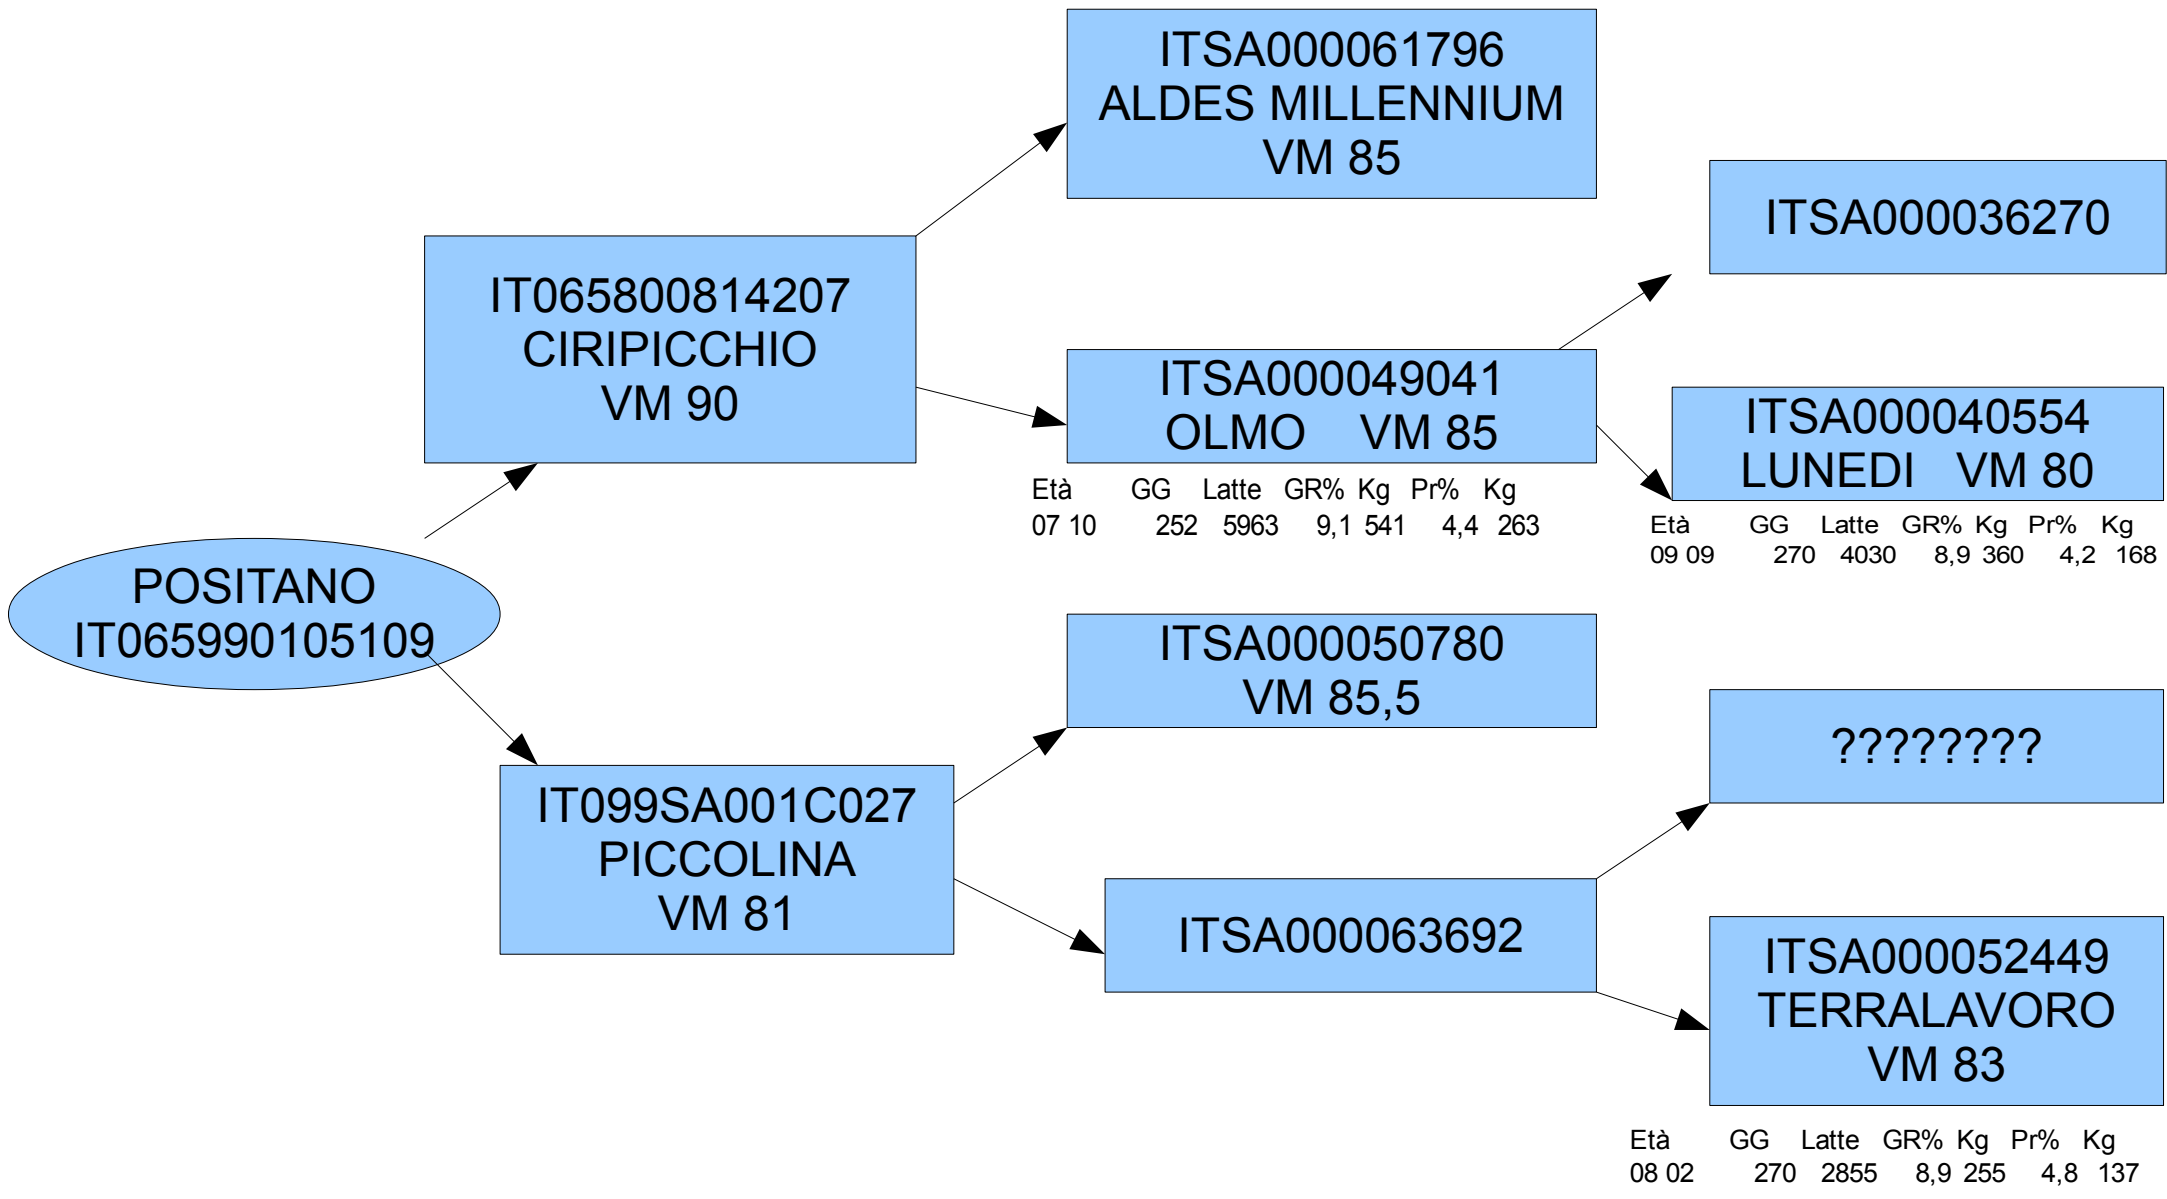 ITSA000061796
ALDES MILLENNIUM
VM 85
ITSA000036270
IT065800814207
CIRIPICCHIO
VM 90
ITSA000049041
OLMO VM 85
Età GG Latte GR% Kg Pr% Kg
07 10 252 5963 9,1 541 4,4 263
ITSA000040554
LUNEDI VM 80
Età GG Latte GR% Kg Pr% Kg
09 09 270 4030 8,9 360 4,2 168
POSITANO
IT065990105109
ITSA000050780
VM 85,5
????????
IT099SA001C027
PICCOLINA
VM 81
ITSA000063692
ITSA000052449
TERRALAVORO
VM 83
Età GG Latte GR% Kg Pr% Kg
08 02 270 2855 8,9 255 4,8 137